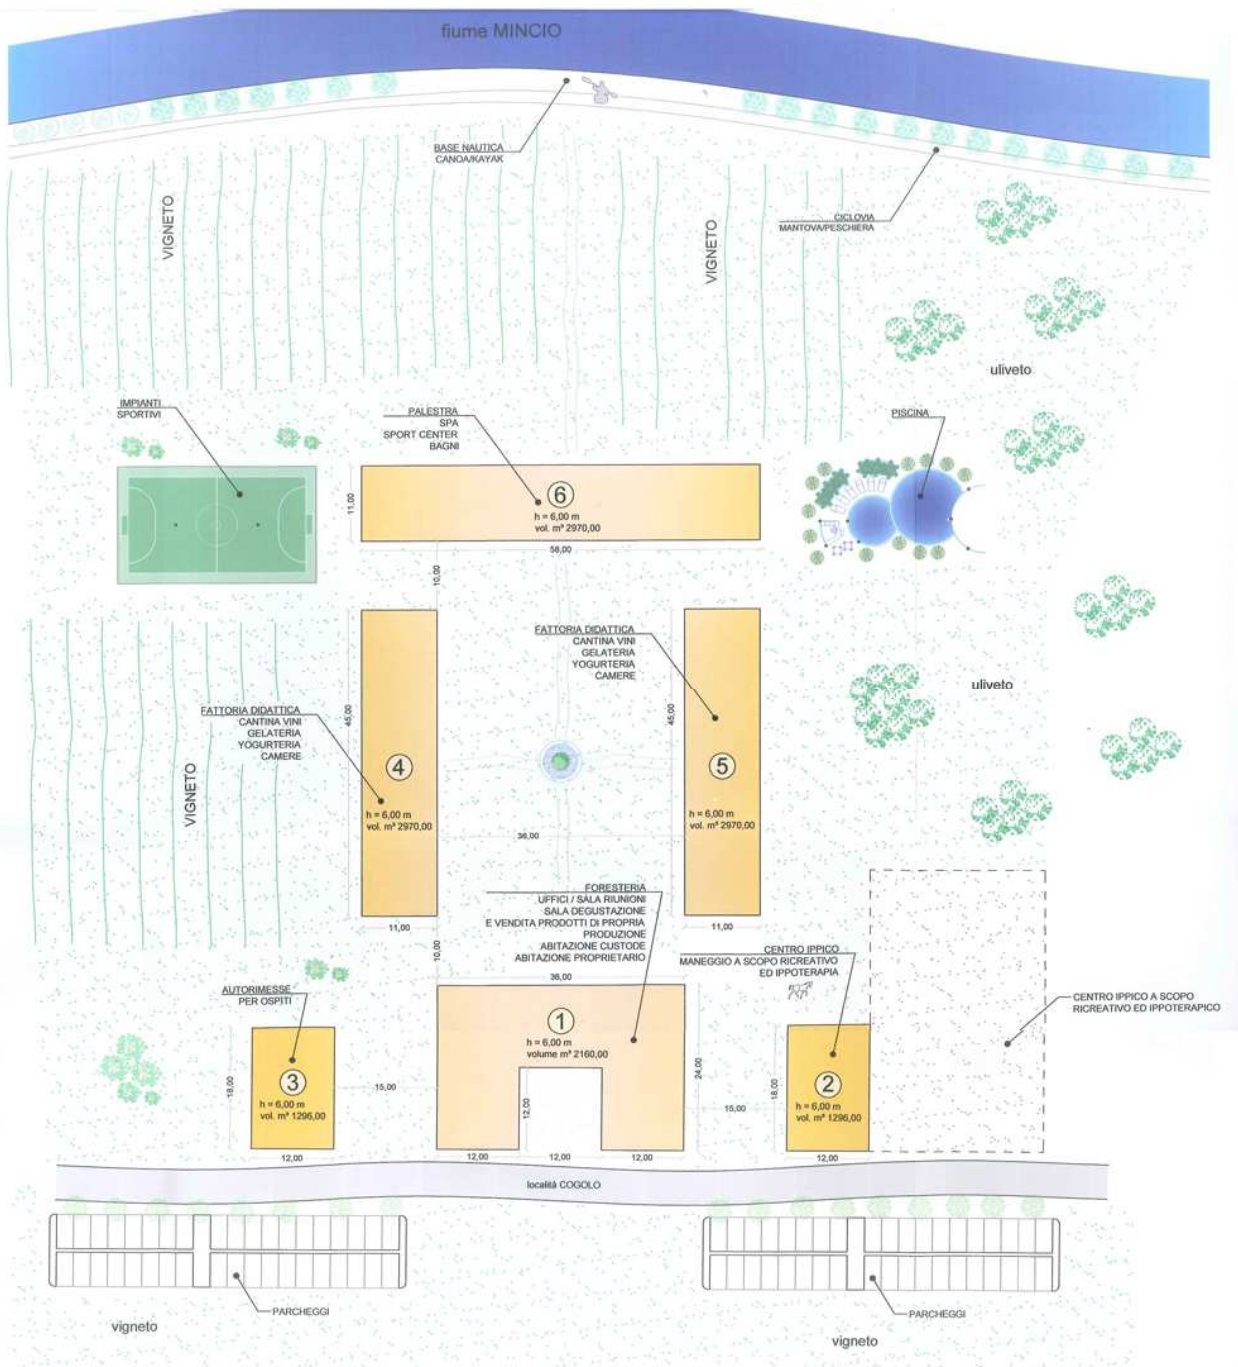 fiume MINCIO
BASE NAUTICA
CANOA/KAYAK
VIGNETO
VIGNETO
CICLOVIA
MANTOVA/PESCHIERA
uliveto
IMPIANTI
SPORTIVI
PALESTRA
SPA
SPORT CENTER
BAGNI
PISCINA
11,00
6
h = 6,00 m
vol. m³ 2970,00
58,00
10,00
FATTORIA DIDATTICA
CANTINA VINI
GELATERIA
YOGURTERIA
CAMERE
uliveto
FATTORIA DIDATTICA
CANTINA VINI
GELATERIA
YOGURTERIA
CAMERE
45,00
45,00
VIGNETO
4
h = 6,00 m
vol. m³ 2970,00
5
h = 6,00 m
vol. m³ 2970,00
36,00
11,00
11,00
10,00
FORESTERIA
UFFICI / SALA RIUNIONI
SALA DEGUSTAZIONE
E VENDITA PRODOTTI DI PROPRIA
PRODUZIONE
ABITAZIONE CUSTODE
ABITAZIONE PROPRIETARIO
36,00
CENTRO IPPICO
MANEGGIO A SCOPO RICREATIVO
ED IPPOTERAPIA
AUTORIMESSE
PER OSPITI
CENTRO IPPICO A SCOPO
RICREATIVO ED IPPOTERAPICO
1
h = 6,00 m
volume m³ 2160,00
3
h = 6,00 m
vol. m³ 1296,00
18,00
15,00
12,00
24,00
15,00
18,00
2
h = 6,00 m
vol. m³ 1296,00
12,00
12,00
12,00
12,00
12,00
località COGOLO
PARCHEGGI
PARCHEGGI
vigneto
vigneto